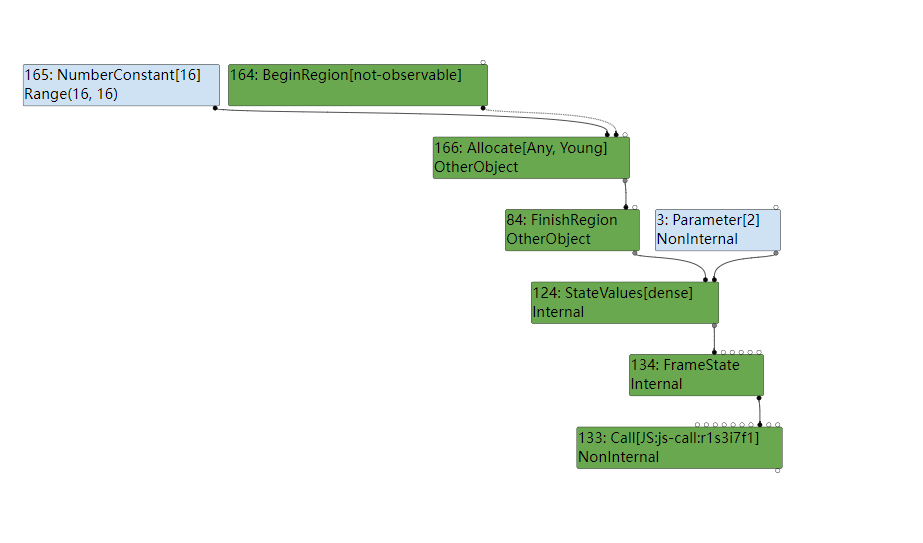 165: NumberConstant[16]
Range(16, 16)
164: BeginRegion[not-observable]
166: Allocate[Any, Young]
OtherObject
84: FinishRegion
OtherObject
3: Parameter[2]
NonInternal
124: StateValues[dense]
Internal
134: FrameState
Internal
133: Call[JS:js-call:r1s3i7f1]
NonInternal